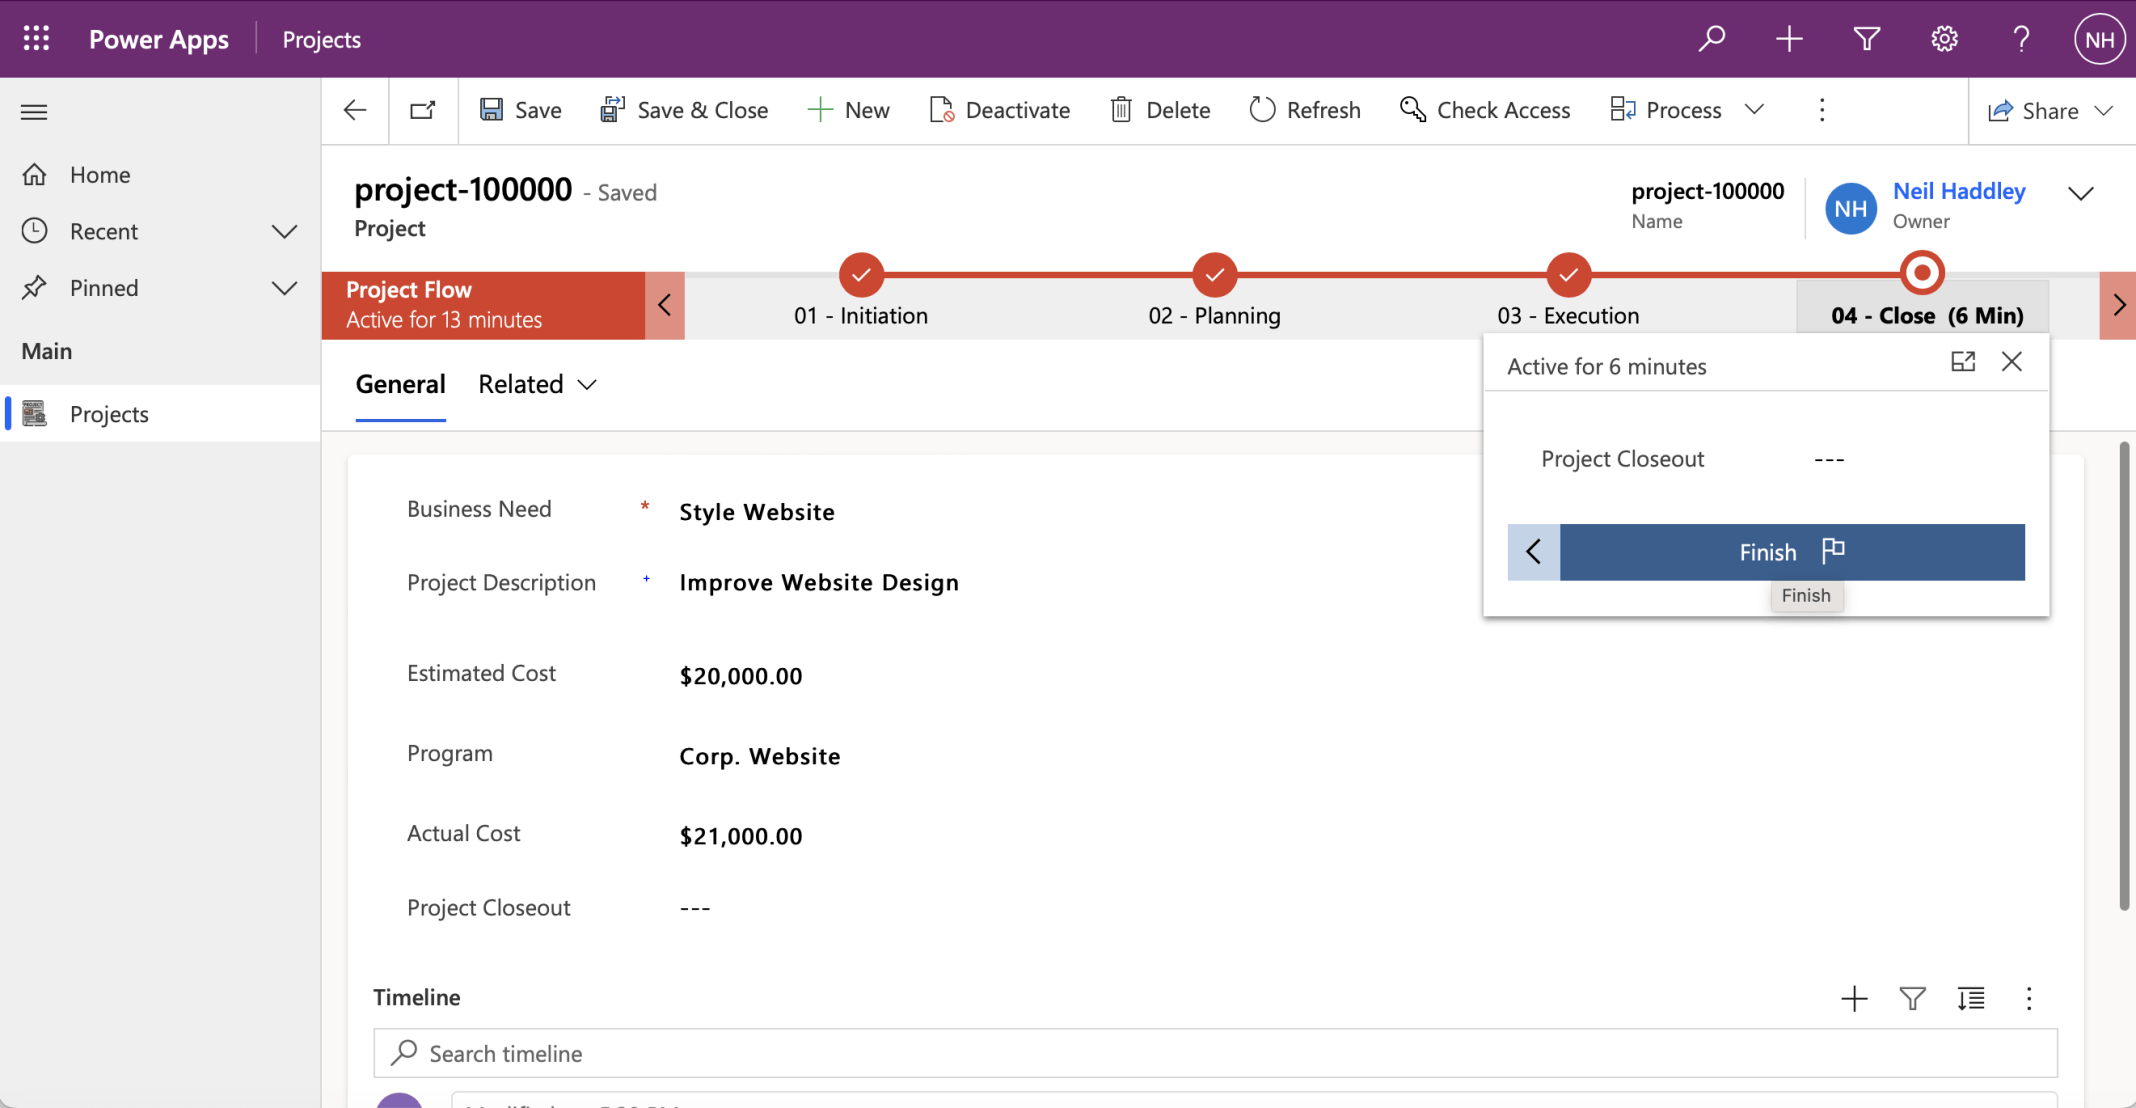 Power Apps
Projects
NH
Save
Save & Close
New
Deactivate
Delete
Refresh
Check Access
Process
Share
Home
Recent
Pinned
Main
Projects
project-100000 - Saved
Project
project-100000
Name
NH
Neil Haddley
Owner
Project Flow
Active for 13 minutes
01 - Initiation
02 - Planning
03 - Execution
04 - Close (6 Min)
General
Related
Active for 6 minutes
Project Closeout ---
Finish
Finish
Business Need * Style Website
Project Description + Improve Website Design
Estimated Cost $20,000.00
Program Corp. Website
Actual Cost $21,000.00
Project Closeout ---
Timeline
Search timeline